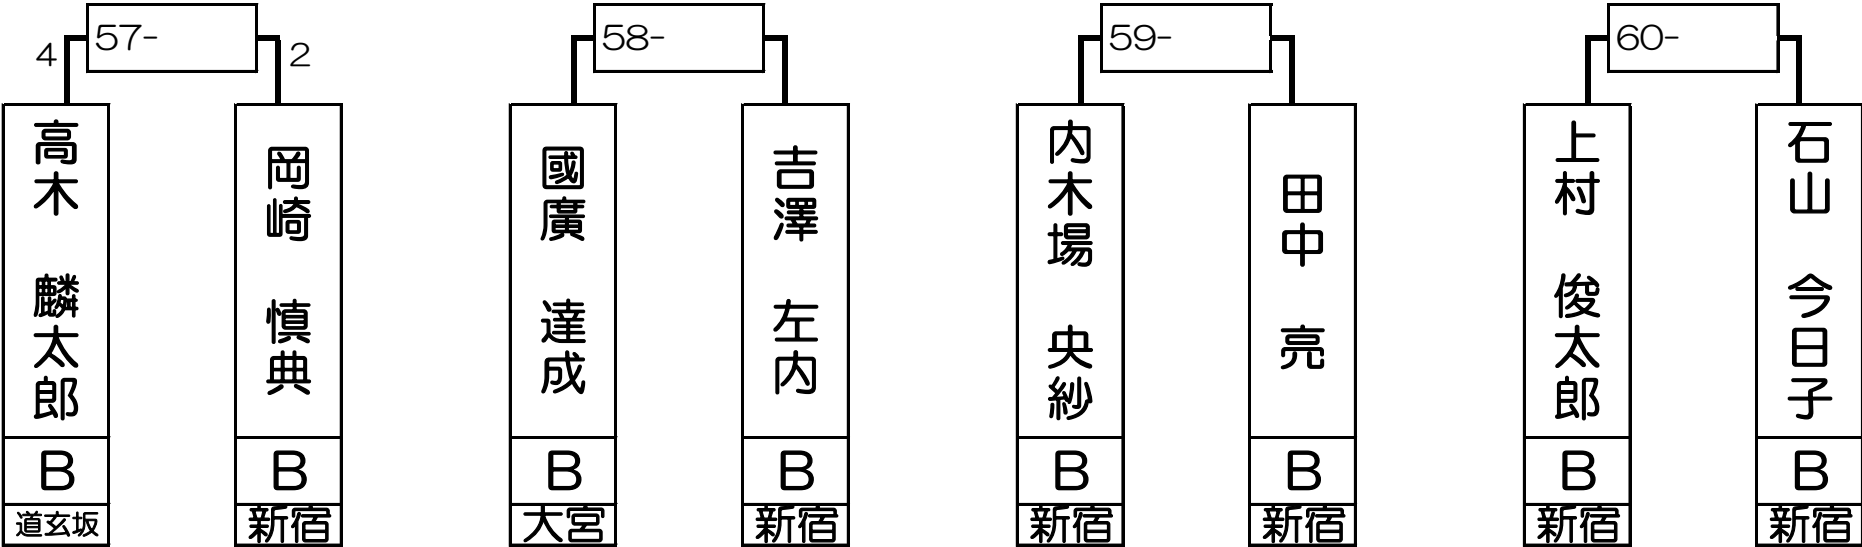 57-
4
2
高木 麟太郎
B
道玄坂
岡崎 慎典
B
新宿
58-
國廣 達成
B
大宮
吉澤 左内
B
新宿
59-
内木場 央紗
B
新宿
田中 亮
B
新宿
60-
上村 俊太郎
B
新宿
石山 今日子
B
新宿